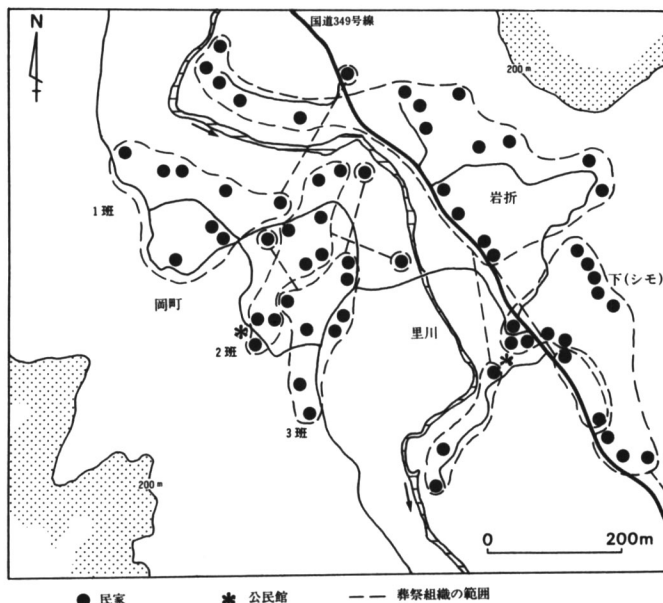 N
国道349号線
200m
岩折
1班
下(シモ)
岡町
里川
2班
3班
200m
0 200m
● 民家 ＊ 公民館 ―― 葬祭組織の範囲